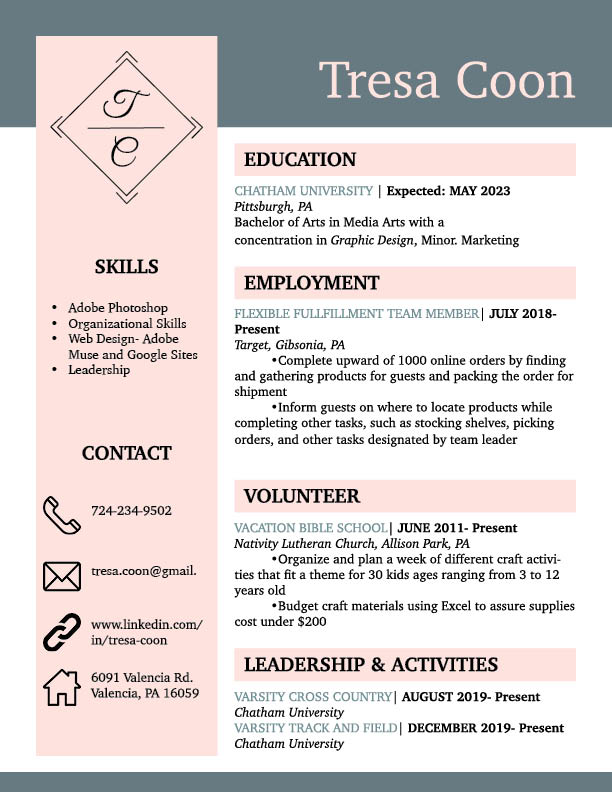 T
C
Tresa Coon
SKILLS
• Adobe Photoshop
• Organizational Skills
• Web Design- Adobe
Muse and Google Sites
• Leadership
CONTACT
724-234-9502
tresa.coon@gmail.
www.linkedin.com/
in/tresa-coon
6091 Valencia Rd.
Valencia, PA 16059
EDUCATION
CHATHAM UNIVERSITY | Expected: MAY 2023
Pittsburgh, PA
Bachelor of Arts in Media Arts with a
concentration in Graphic Design, Minor. Marketing
EMPLOYMENT
FLEXIBLE FULLFILLMENT TEAM MEMBER| JULY 2018-
Present
Target, Gibsonia, PA
•Complete upward of 1000 online orders by finding
and gathering products for guests and packing the order for
shipment
•Inform guests on where to locate products while
completing other tasks, such as stocking shelves, picking
orders, and other tasks designated by team leader
VOLUNTEER
VACATION BIBLE SCHOOL| JUNE 2011- Present
Nativity Lutheran Church, Allison Park, PA
•Organize and plan a week of different craft activi-
ties that fit a theme for 30 kids ages ranging from 3 to 12
years old
•Budget craft materials using Excel to assure supplies
cost under $200
LEADERSHIP & ACTIVITIES
VARSITY CROSS COUNTRY| AUGUST 2019- Present
Chatham University
VARSITY TRACK AND FIELD| DECEMBER 2019- Present
Chatham University